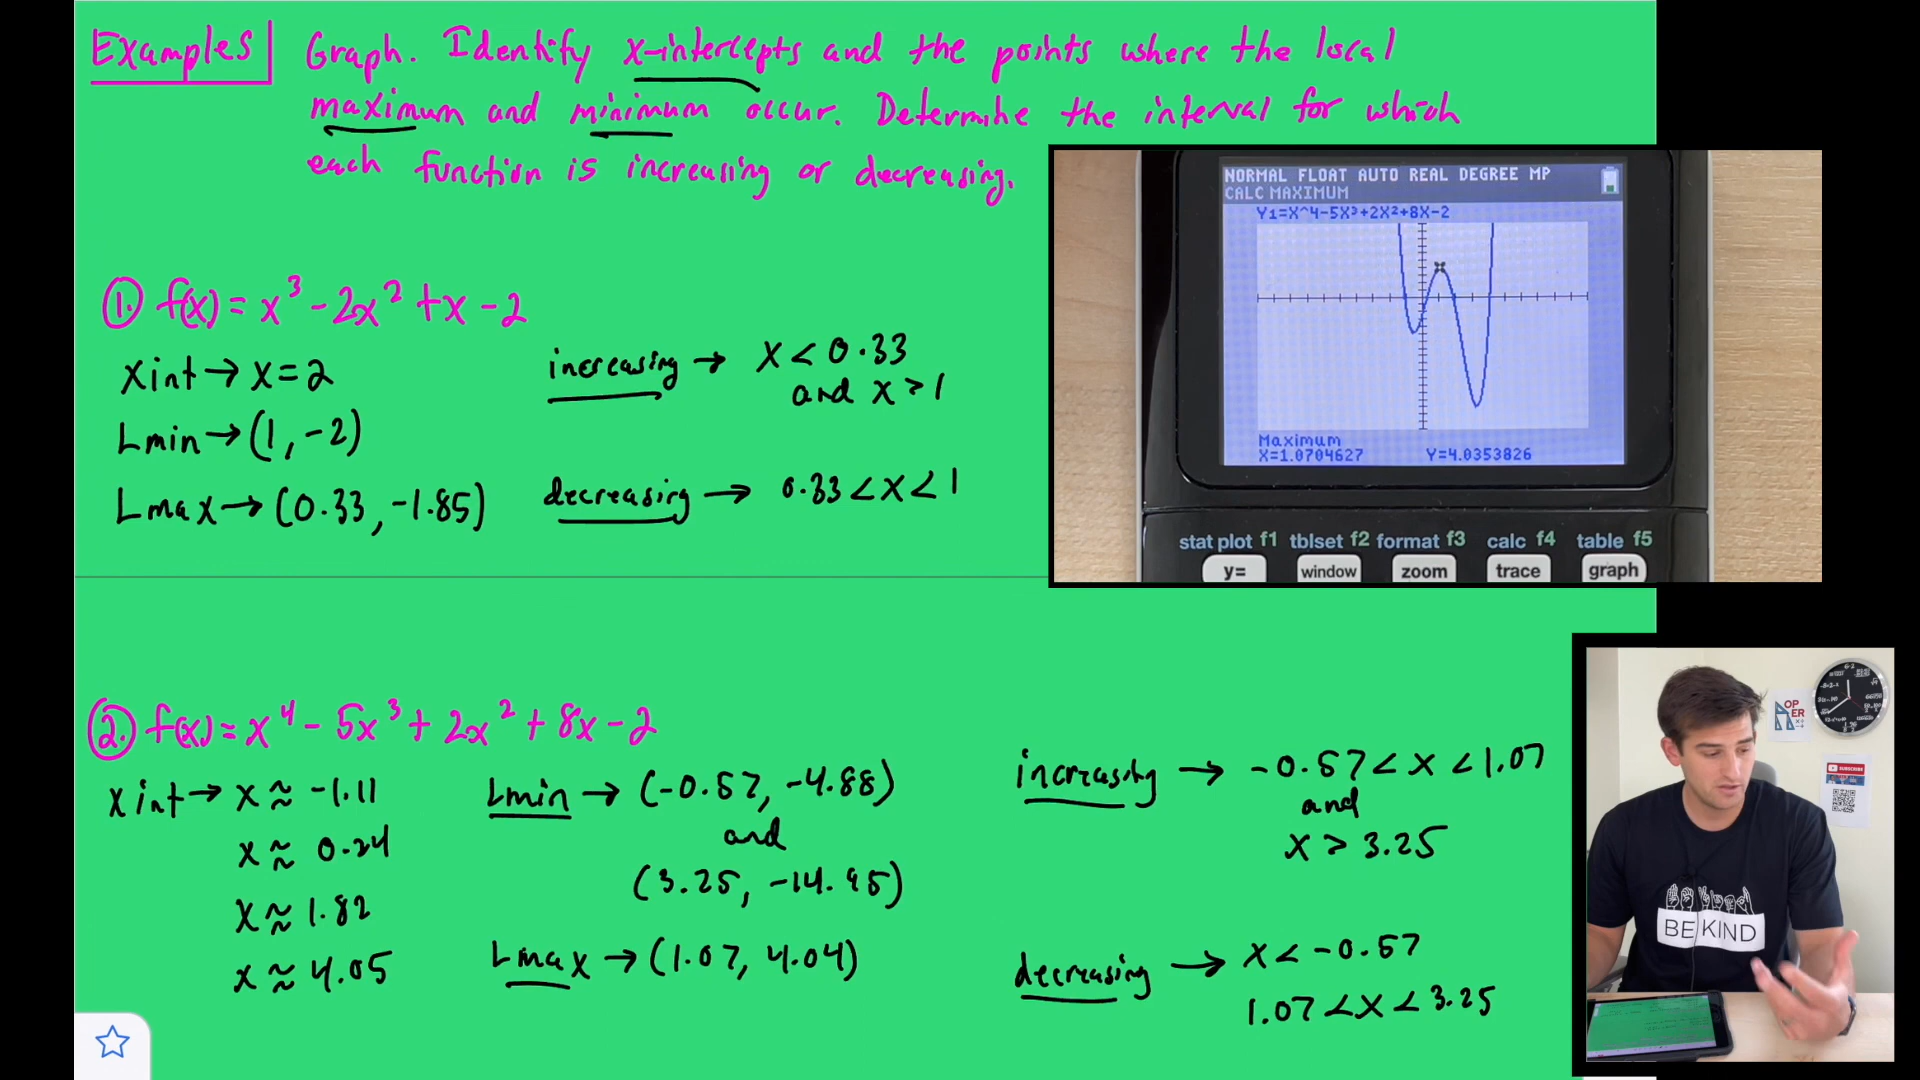 Examples Graph. Identify x-intercepts and the points where the local
maximum and minimum occur. Determine the interval for which
each function is increasing or decreasing.
① f(x) = x³ - 2x² + x - 2
x int → x = 2
Lmin → (1, -2)
Lmax → (0.33, -1.85)
increasing → x < 0.33
and x > 1
decreasing → 0.33 < x < 1
NORMAL FLOAT AUTO REAL DEGREE MP
CALC MAXIMUM
Y1=X^4-5X³+2X²+8X-2
Maximum
X=1.0704627 Y=4.0353826
stat plot f1 tblset f2 format f3 calc f4 table f5
y= window zoom trace graph
② f(x) = x⁴ - 5x³ + 2x² + 8x - 2
x int → x ≈ -1.11
x ≈ 0.24
x ≈ 1.82
x ≈ 4.05
Lmin → (-0.57, -4.88)
and
(3.25, -14.95)
Lmax → (1.07, 4.04)
increasing → -0.57 < x < 1.07
and
x > 3.25
decreasing → x < -0.57
1.07 < x < 3.25
OP
ER
SUBSCRIBE
BE KIND